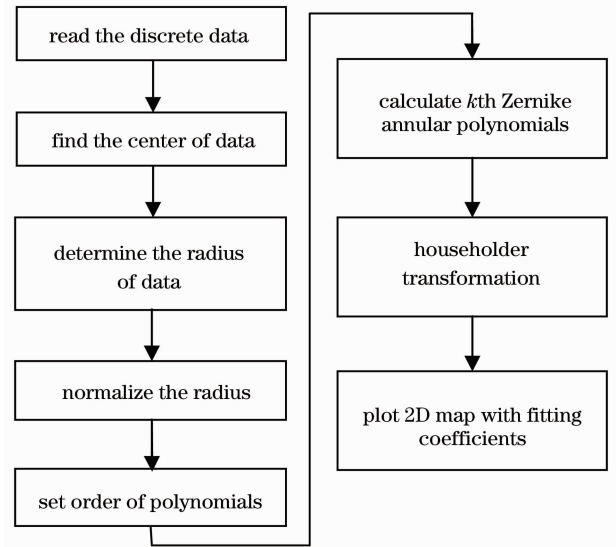 read the discrete data
find the center of data
determine the radius
of data
normalize the radius
set order of polynomials
calculate kth Zernike
annular polynomials
householder
transformation
plot 2D map with fitting
coefficients